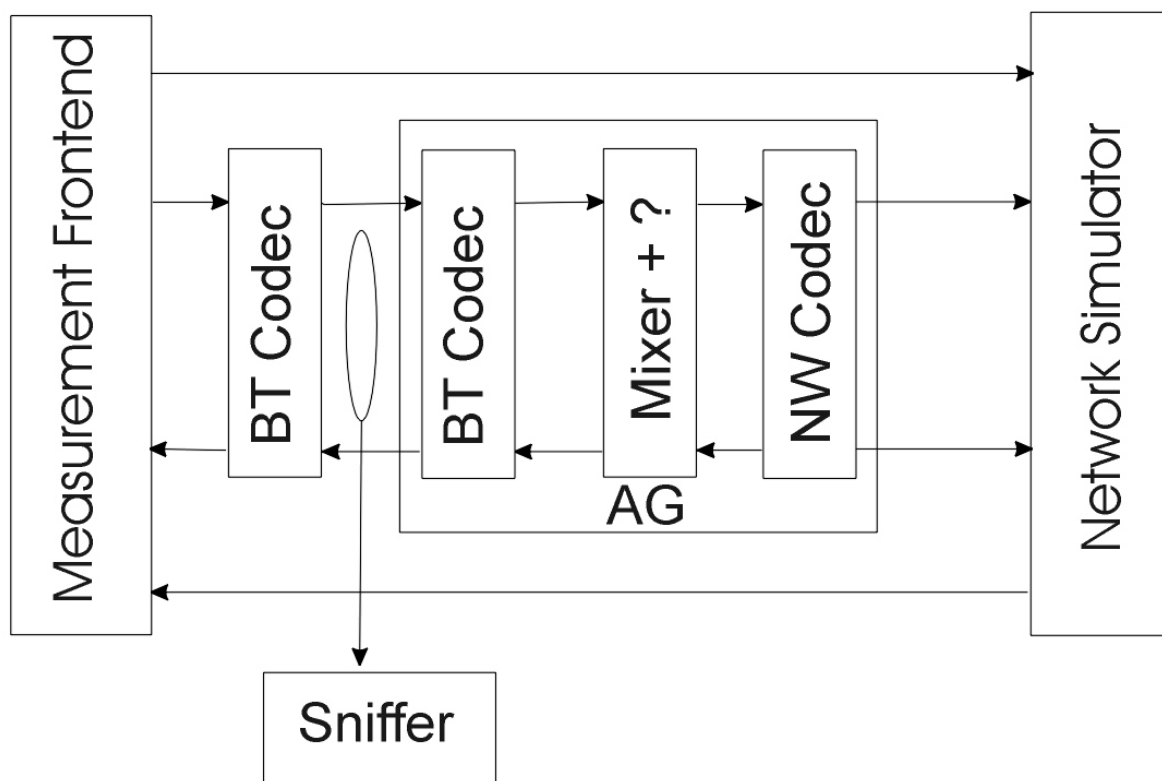 Measurement Frontend
BT Codec
BT Codec
Mixer + ?
NW Codec
AG
Network Simulator
Sniffer